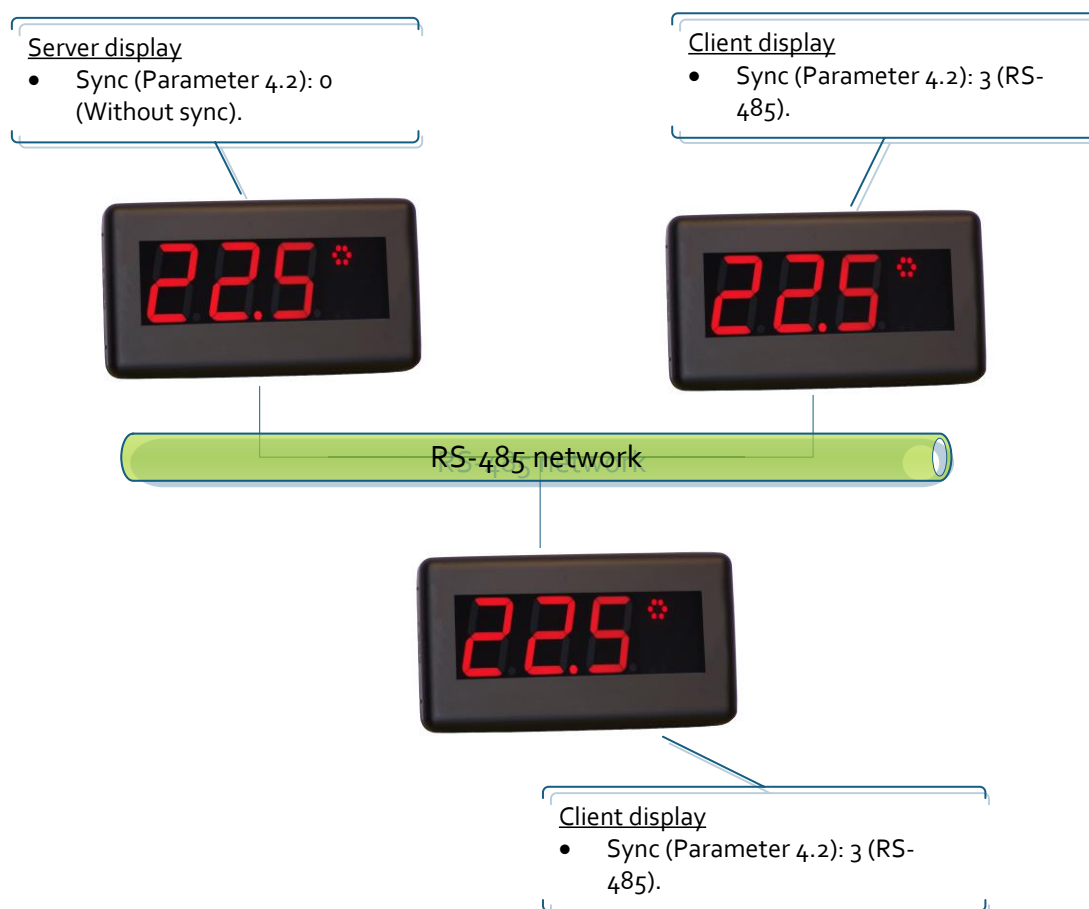 Server display
• Sync (Parameter 4.2): 0
(Without sync).
Client display
• Sync (Parameter 4.2): 3 (RS-
485).
22.5°
22.5°
RS-485 network
22.5°
Client display
• Sync (Parameter 4.2): 3 (RS-
485).